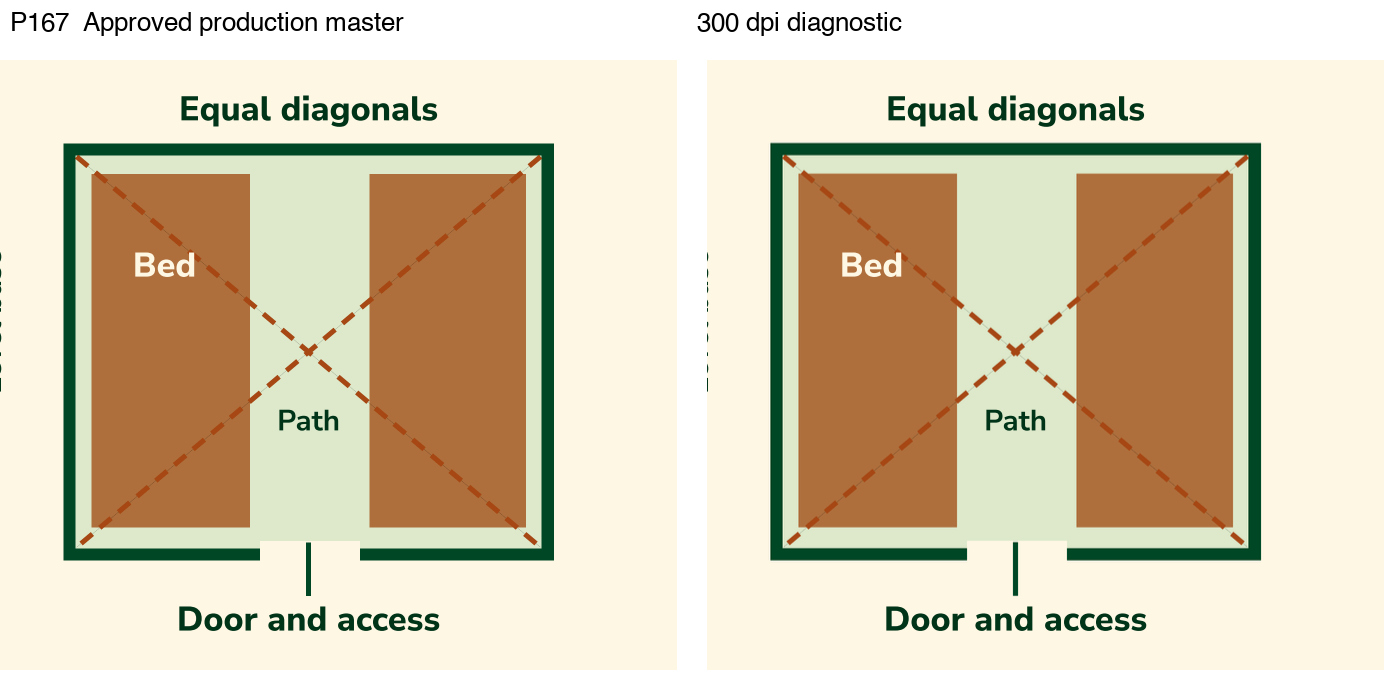 P167 Approved production master
300 dpi diagnostic
Equal diagonals
Bed
Path
Door and access
Equal diagonals
Bed
Path
Door and access